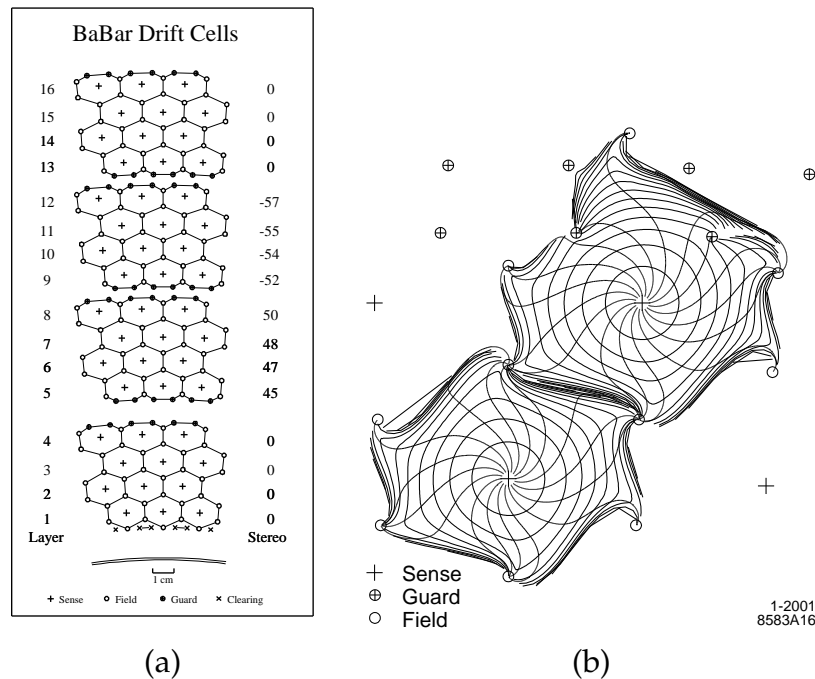 BaBar Drift Cells
16 0
15 0
14 0
13 0
12 -57
11 -55
10 -54
9 -52
8 50
7 48
6 47
5 45
4 0
3 0
2 0
1 0
Layer Stereo
1 cm
Sense Field Guard Clearing
(a)
Sense
Guard
Field
1-2001
8583A16
(b)